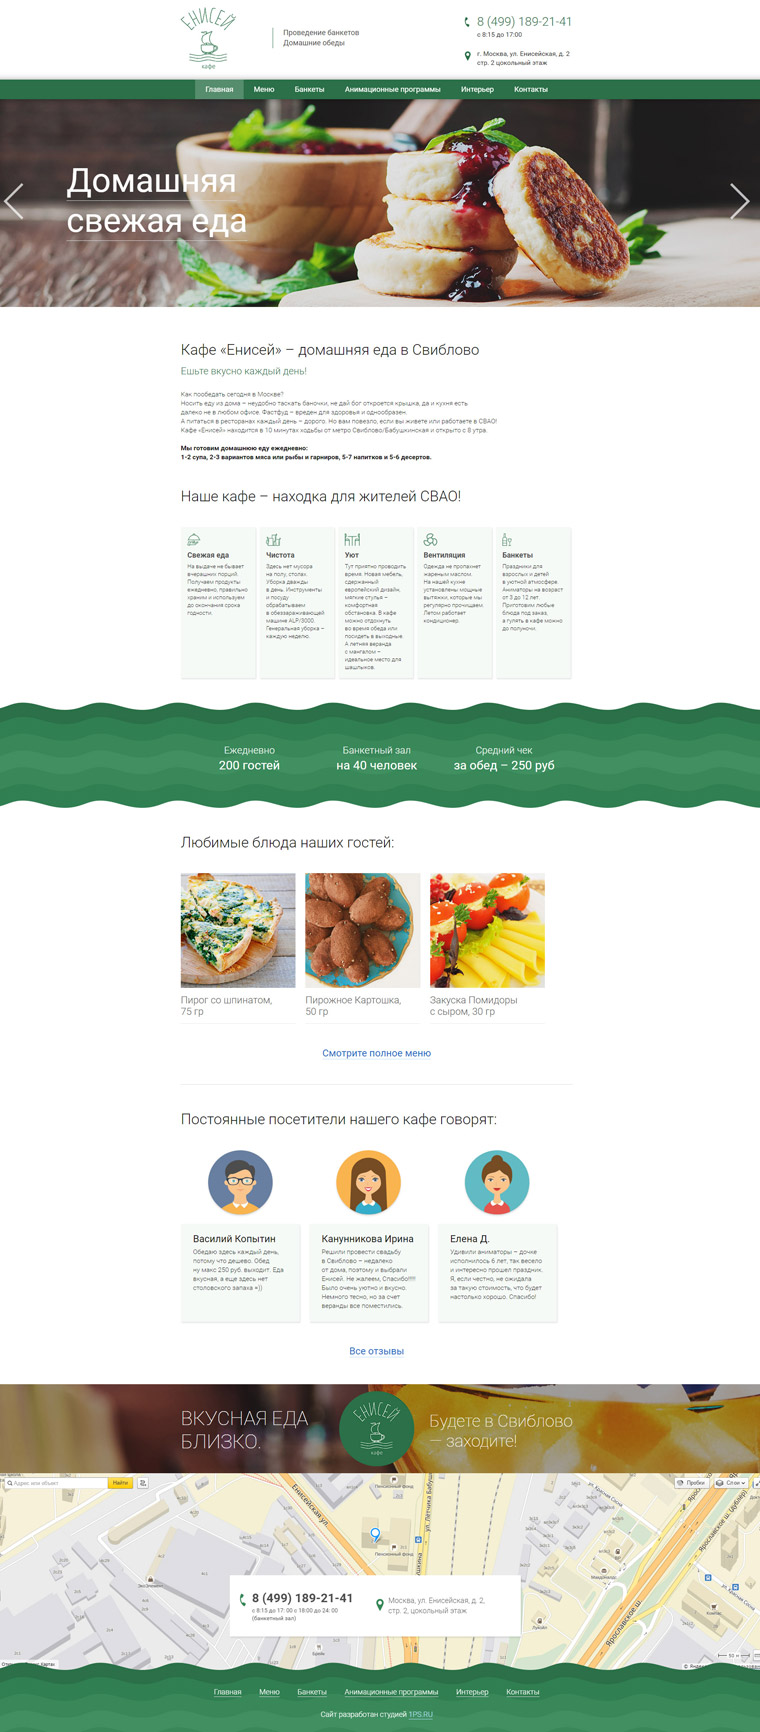 ЕНИСЕЙ
кафе
Проведение банкетов
Домашние обеды
8 (499) 189-21-41
с 8:15 до 17:00
г. Москва, ул. Енисейская, д. 2
стр. 2 цокольный этаж
Главная Меню Банкеты Анимационные программы Интерьер Контакты
Домашняя
свежая еда
Кафе «Енисей» – домашняя еда в Свиблово
Ешьте вкусно каждый день!
Как пообедать сегодня в Москве?
Носить еду из дома – неудобно таскать баночки, не дай бог откроется крышка, да и кухня есть
далеко не в любом офисе. Фастфуд – вреден для здоровья и однообразен.
А питаться в ресторанах каждый день – дорого. Но вам повезло, если вы живете или работаете в СВАО!
Кафе «Енисей» находится в 10 минутах ходьбы от метро Свиблово/Бабушкинская и открыто с 8 утра.
Мы готовим домашнюю еду ежедневно:
1-2 супа, 2-3 вариантов мяса или рыбы и гарниров, 5-7 напитков и 5-6 десертов.
Наше кафе – находка для жителей СВАО!
Свежая еда
На выдаче не бывает
вчерашних порций.
Получаем продукты
ежедневно, правильно
храним и используем
до окончания срока
годности.
Чистота
Здесь нет мусора
на полу, столах.
Уборка дважды
в день. Инструменты
и посуду
обрабатываем
в обеззараживающей
машине ALP/3000.
Генеральная уборка –
каждую неделю.
Уют
Тут приятно проводить
время. Новая мебель,
сдержанный
европейский дизайн,
мягкие стулья –
комфортная
обстановка. В кафе
можно отдохнуть
во время обеда или
посидеть в выходные.
А летняя веранда
с мангалом –
идеальное место для
шашлыков.
Вентиляция
Одежда не пропахнет
жареным маслом.
На нашей кухне
установлены мощные
вытяжки, которые мы
регулярно прочищаем.
Летом работает
кондиционер.
Банкеты
Праздники для
взрослых и детей
в уютной атмосфере.
Аниматоры на возраст
от 3 до 12 лет.
Приготовим любые
блюда под заказ,
а гулять в кафе можно
до полуночи.
Ежедневно
200 гостей
Банкетный зал
на 40 человек
Средний чек
за обед – 250 руб
Любимые блюда наших гостей:
Пирог со шпинатом,
75 гр
Пирожное Картошка,
50 гр
Закуска Помидоры
с сыром, 30 гр
Смотрите полное меню
Постоянные посетители нашего кафе говорят:
Василий Копытин
Обедаю здесь каждый день,
потому что дешево. Обед
ну макс 250 руб. выходит. Еда
вкусная, а еще здесь нет
столовского запаха =))
Канунникова Ирина
Решили провести свадьбу
в Свиблово – недалеко
от дома, поэтому и выбрали
Енисей. Не жалеем, Спасибо!!!!!
Было очень уютно и вкусно.
Немного тесно, но за счет
веранды все поместились.
Елена Д.
Удивили аниматоры – дочке
исполнилось 6 лет, так весело
и интересно прошел праздник.
Я, если честно, не ожидала
за такую стоимость, что будет
настолько хорошо. Спасибо!
Все отзывы
ВКУСНАЯ ЕДА
БЛИЗКО.
ЕНИСЕЙ
кафе
Будете в Свиблово
— заходите!
Адрес или объект Найти
Пробки Слои
Енисейская ул.
Пенсионный фонд
Пенсионный фонд
ул. Лётчика Бабушкина
Ярославское ш.
Ярославское ш. (дублёр)
ул. Красная Сосна
ул. Красная Сосна
Макдоналдс
Лукойл
8 (499) 189-21-41
с 8:15 до 17:00 с 18:00 до 24:00
(банкетный зал)
Москва, ул. Енисейская, д. 2,
стр. 2, цокольный этаж
Главная Меню Банкеты Анимационные программы Интерьер Контакты
Сайт разработан студией 1PS.RU